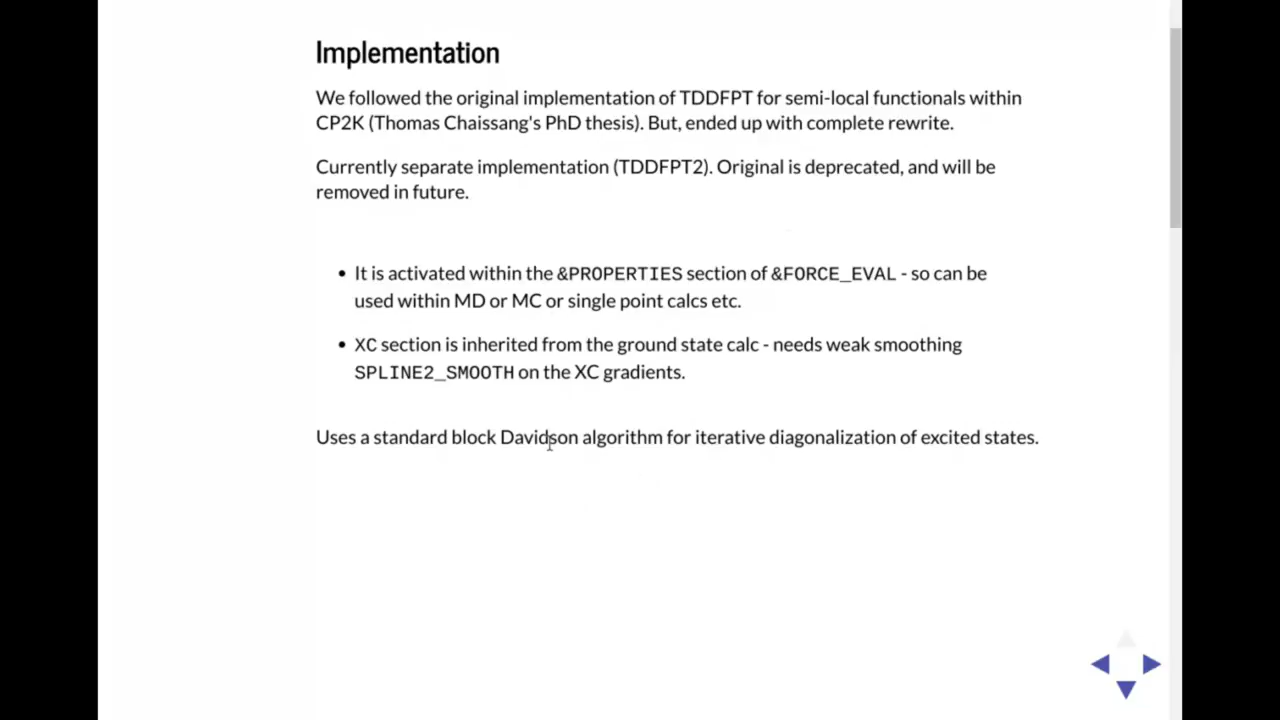 Implementation
We followed the original implementation of TDDFPT for semi-local functionals within
CP2K (Thomas Chaissang's PhD thesis). But, ended up with complete rewrite.
Currently separate implementation (TDDFPT2). Original is deprecated, and will be
removed in future.
• It is activated within the &PROPERTIES section of &FORCE_EVAL - so can be
used within MD or MC or single point calcs etc.
• XC section is inherited from the ground state calc - needs weak smoothing
SPLINE2_SMOOTH on the XC gradients.
Uses a standard block Davidson algorithm for iterative diagonalization of excited states.